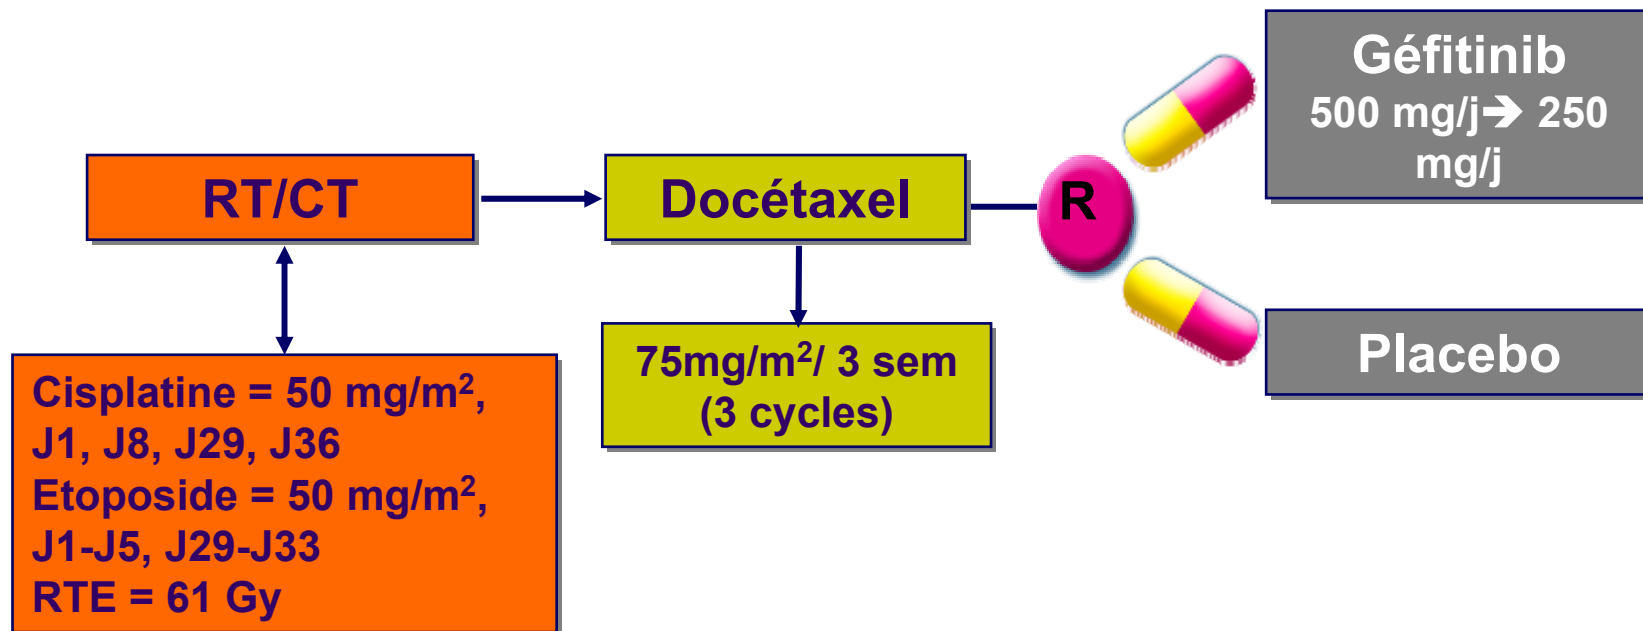 RT/CT
Cisplatine = 50 mg/m²,
J1, J8, J29, J36
Etoposide = 50 mg/m²,
J1-J5, J29-J33
RTE = 61 Gy
Docétaxel
75mg/m²/ 3 sem
(3 cycles)
R
Géfitinib
500 mg/j➔ 250
mg/j
Placebo